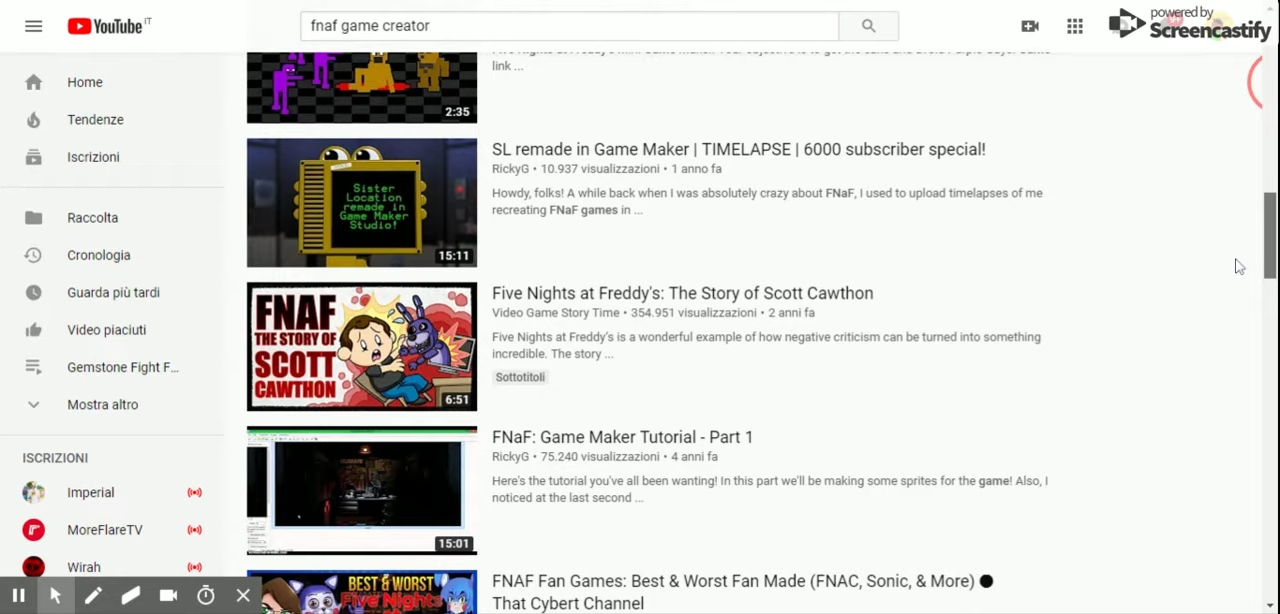 YouTube IT
fnaf game creator
powered by
Screencastify
Home
Tendenze
Iscrizioni
Raccolta
Cronologia
Guarda più tardi
Video piaciuti
Gemstone Fight F...
Mostra altro
ISCRIZIONI
Imperial
MoreFlareTV
Wirah
link ...
2:35
SL remade in Game Maker | TIMELAPSE | 6000 subscriber special!
RickyG • 10.937 visualizzazioni • 1 anno fa
Howdy, folks! A while back when I was absolutely crazy about FNaF, I used to upload timelapses of me
recreating FNaF games in ...
Sister
Location
remade in
Game Maker
Studio!
15:11
Five Nights at Freddy's: The Story of Scott Cawthon
Video Game Story Time • 354.951 visualizzazioni • 2 anni fa
Five Nights at Freddy's is a wonderful example of how negative criticism can be turned into something
incredible. The story ...
Sottotitoli
FNAF
THE STORY OF
SCOTT
CAWTHON
6:51
FNaF: Game Maker Tutorial - Part 1
RickyG • 75.240 visualizzazioni • 4 anni fa
Here's the tutorial you've all been wanting! In this part we'll be making some sprites for the game! Also, I
noticed at the last second ...
15:01
FNAF Fan Games: Best & Worst Fan Made (FNAC, Sonic, & More) ●
That Cybert Channel
BEST & WORST
Five Nights